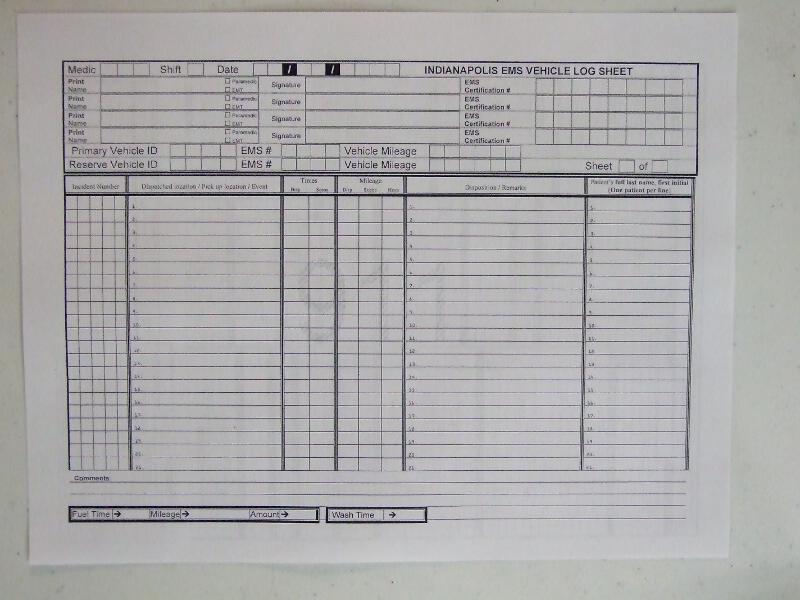 Medic Shift Date / / INDIANAPOLIS EMS VEHICLE LOG SHEET
Print Name Paramedic EMT Signature EMS Certification #
Print Name Paramedic EMT Signature EMS Certification #
Print Name Paramedic EMT Signature EMS Certification #
Print Name Paramedic EMT Signature EMS Certification #
Primary Vehicle ID EMS # Vehicle Mileage
Reserve Vehicle ID EMS # Vehicle Mileage Sheet of
Incident Number Dispatched location / Pick up location / Event Times Mileage Disposition / Remarks Patient's full last name, first initial
Disp Scene Disp Scene Hosp (One patient per line)
1. 1. 1.
2. 2. 2.
3. 3. 3.
4. 4. 4.
5. 5. 5.
6. 6. 6.
7. 7. 7.
8. 8. 8.
9. 9. 9.
10. 10. 10.
11. 11. 11.
12. 12. 12.
13. 13. 13.
14. 14. 14.
15. 15. 15.
16. 16. 16.
17. 17. 17.
18. 18. 18.
19. 19. 19.
20. 20. 20.
21. 21. 21.
911
Comments
Fuel Time → Mileage → Amount → Wash Time →